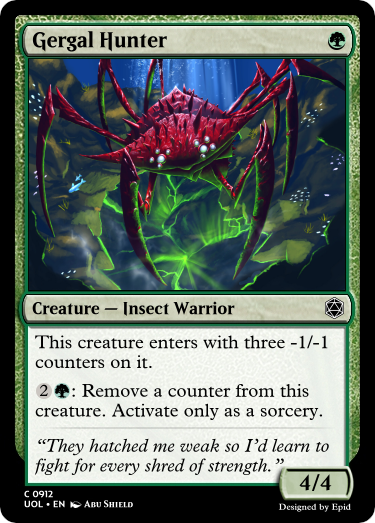 Gergal Hunter
Creature — Insect Warrior
This creature enters with three -1/-1
counters on it.
2: Remove a counter from this
creature. Activate only as a sorcery.
“They hatched me weak so I’d learn to
fight for every shred of strength.”
4/4
C 0912
UOL • EN Abu Shield
Designed by Epid